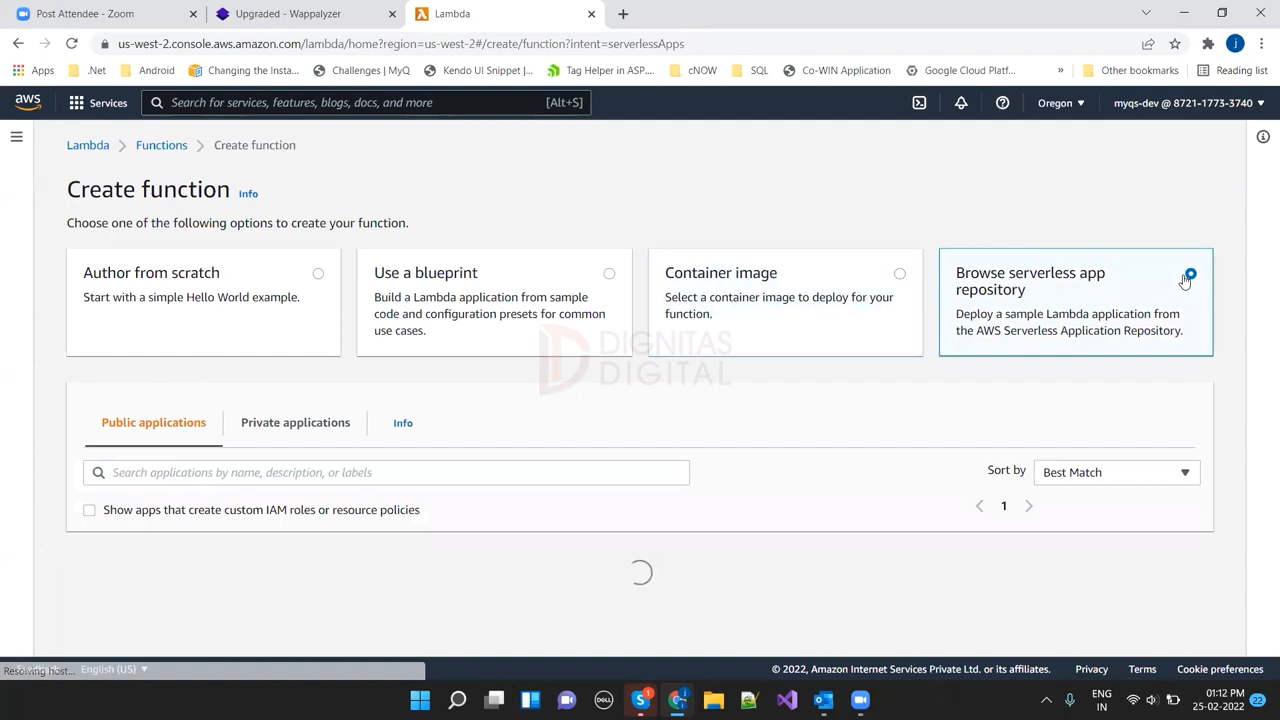 Post Attendee - Zoom
Upgraded - Wappalyzer
Lambda
us-west-2.console.aws.amazon.com/lambda/home?region=us-west-2#/create/function?intent=serverlessApps
Apps
.Net
Android
Changing the Insta...
Challenges | MyQ
Kendo UI Snippet |...
Tag Helper in ASP....
cNOW
SQL
Co-WIN Application
Google Cloud Platf...
»
Other bookmarks
Reading list
aws
Services
Search for services, features, blogs, docs, and more
[Alt+S]
Oregon
myqs-dev @ 8721-1773-3740
Lambda
Functions
Create function
Create function
Info
Choose one of the following options to create your function.
Author from scratch
Start with a simple Hello World example.
Use a blueprint
Build a Lambda application from sample
code and configuration presets for common
use cases.
Container image
Select a container image to deploy for your
function.
Browse serverless app
repository
Deploy a sample Lambda application from
the AWS Serverless Application Repository.
DIGNITAS
DIGITAL
Public applications
Private applications
Info
Search applications by name, description, or labels
Sort by
Best Match
Show apps that create custom IAM roles or resource policies
1
Resolving host...
English (US)
© 2022, Amazon Internet Services Private Ltd. or its affiliates.
Privacy
Terms
Cookie preferences
DELL
ENG
IN
01:12 PM
25-02-2022